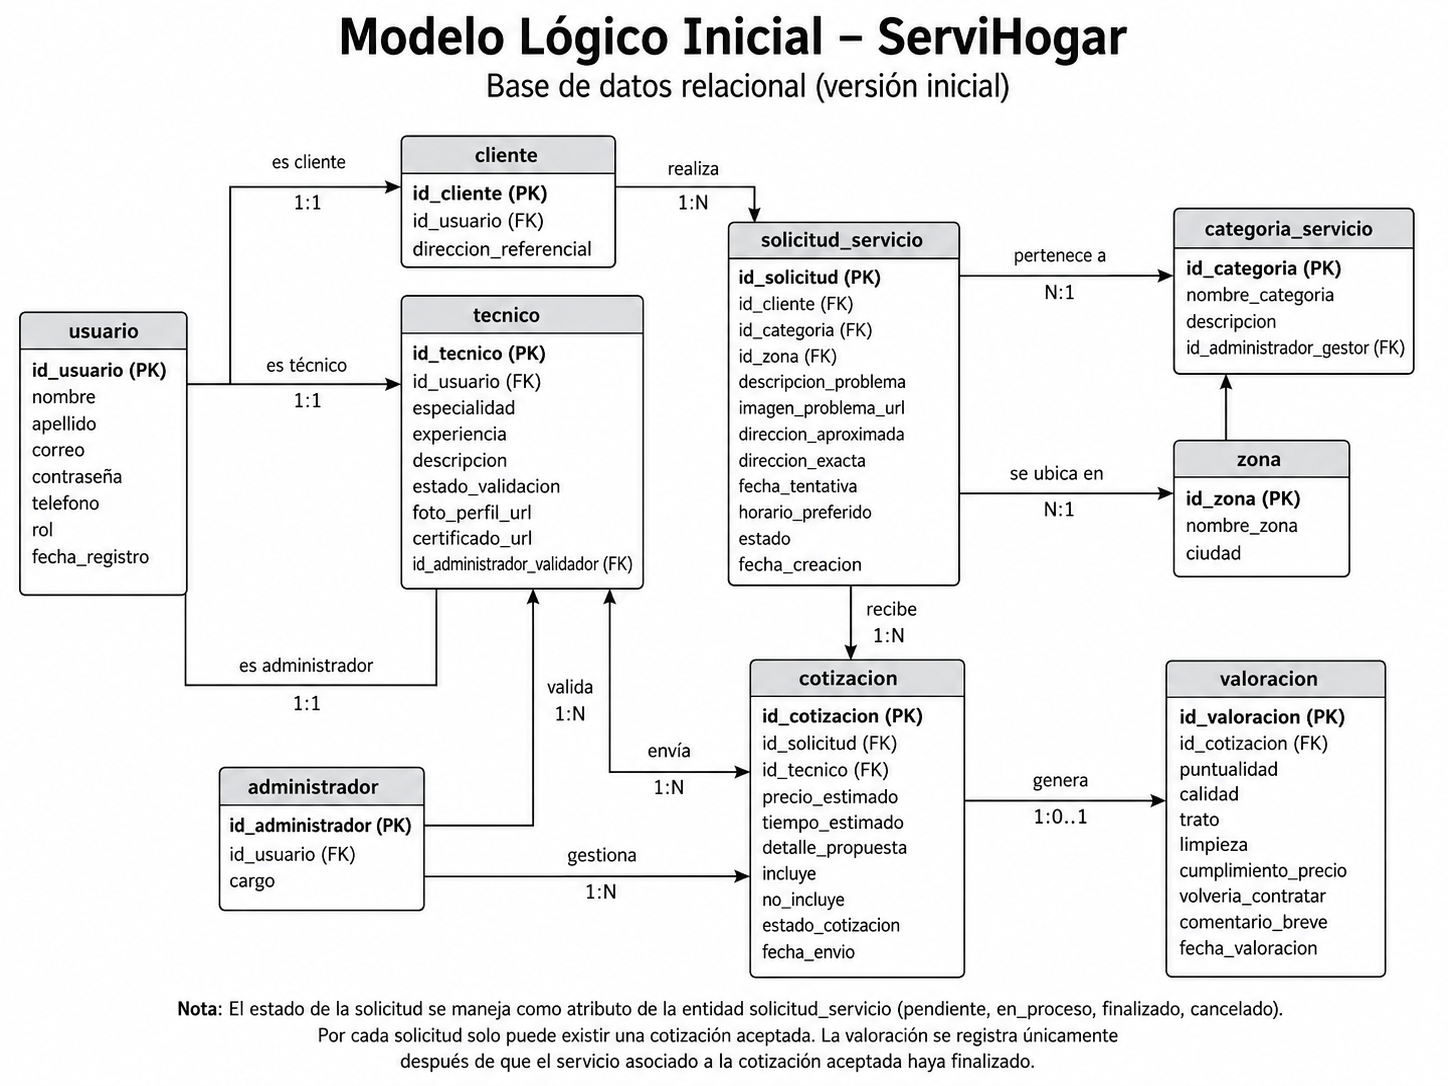 Modelo Lógico Inicial – ServiHogar
Base de datos relacional (versión inicial)
usuario
id_usuario (PK)
nombre
apellido
correo
contraseña
telefono
rol
fecha_registro
es cliente
1:1
es técnico
1:1
es administrador
1:1
cliente
id_cliente (PK)
id_usuario (FK)
direccion_referencial
tecnico
id_tecnico (PK)
id_usuario (FK)
especialidad
experiencia
descripcion
estado_validacion
foto_perfil_url
certificado_url
id_administrador_validador (FK)
administrador
id_administrador (PK)
id_usuario (FK)
cargo
valida
1:N
envía
1:N
gestiona
1:N
realiza
1:N
solicitud_servicio
id_solicitud (PK)
id_cliente (FK)
id_categoria (FK)
id_zona (FK)
descripcion_problema
imagen_problema_url
direccion_aproximada
direccion_exacta
fecha_tentativa
horario_preferido
estado
fecha_creacion
recibe
1:N
cotizacion
id_cotizacion (PK)
id_solicitud (FK)
id_tecnico (FK)
precio_estimado
tiempo_estimado
detalle_propuesta
incluye
no_incluye
estado_cotizacion
fecha_envio
pertenece a
N:1
categoria_servicio
id_categoria (PK)
nombre_categoria
descripcion
id_administrador_gestor (FK)
se ubica en
N:1
zona
id_zona (PK)
nombre_zona
ciudad
genera
1:0..1
valoracion
id_valoracion (PK)
id_cotizacion (FK)
puntualidad
calidad
trato
limpieza
cumplimiento_precio
volveria_contratar
comentario_breve
fecha_valoracion
Nota: El estado de la solicitud se maneja como atributo de la entidad solicitud_servicio (pendiente, en_proceso, finalizado, cancelado).
Por cada solicitud solo puede existir una cotización aceptada. La valoración se registra únicamente
después de que el servicio asociado a la cotización aceptada haya finalizado.